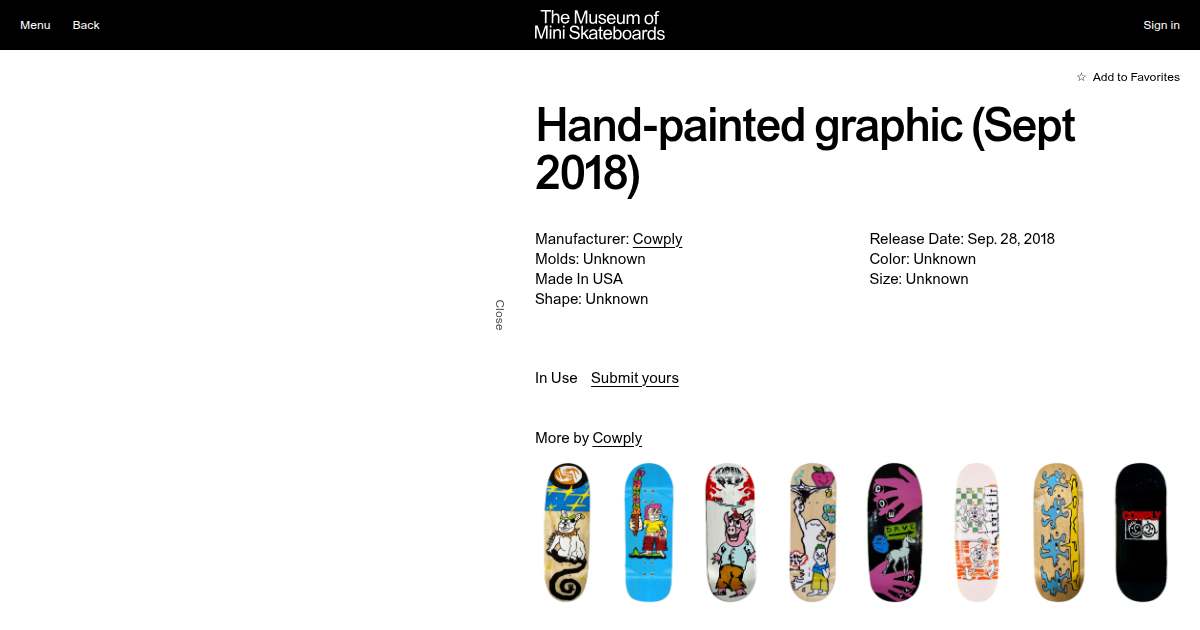 Menu
Back
The Museum of
Mini Skateboards
Sign in
☆ Add to Favorites
Hand-painted graphic (Sept
2018)
Manufacturer: Cowply
Molds: Unknown
Made In USA
Shape: Unknown
Release Date: Sep. 28, 2018
Color: Unknown
Size: Unknown
Close
In Use
Submit yours
More by Cowply
DAVE
COWPLY